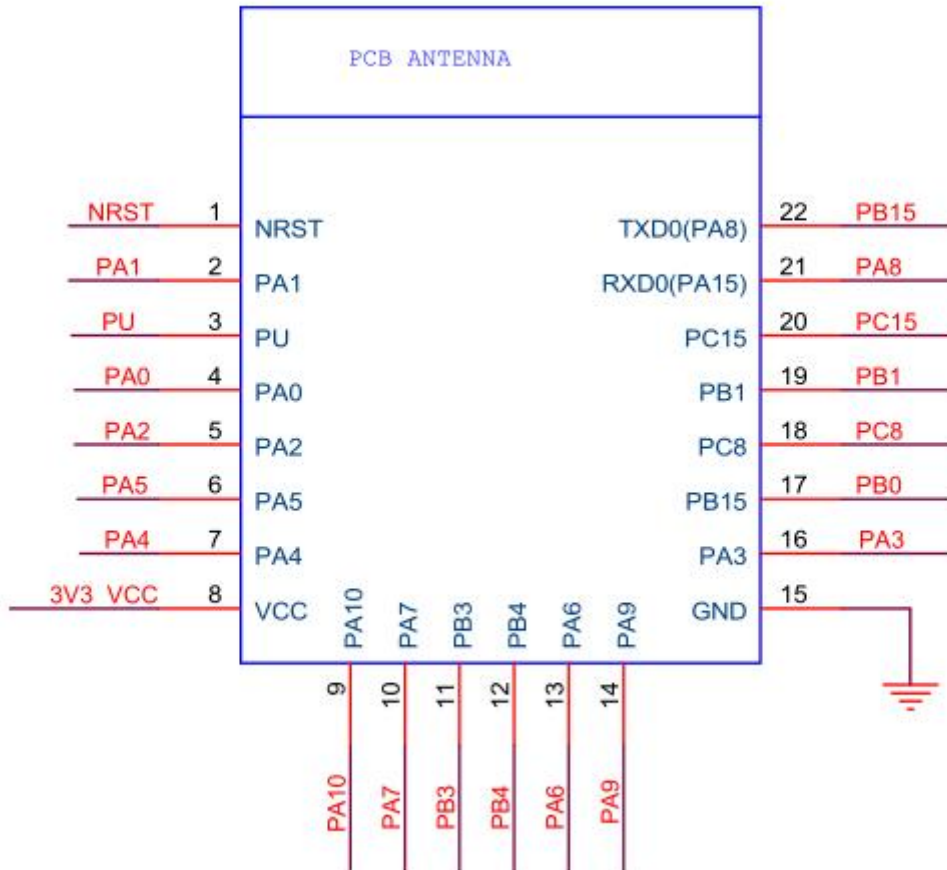 PCB ANTENNA
NRST 1 NRST TXD0(PA8) 22 PB15
PA1 2 PA1 RXD0(PA15) 21 PA8
PU 3 PU PC15 20 PC15
PA0 4 PA0 PB1 19 PB1
PA2 5 PA2 PC8 18 PC8
PA5 6 PA5 PB15 17 PB0
PA4 7 PA4 PA3 16 PA3
3V3 VCC 8 VCC GND 15
PA10 PA7 PB3 PB4 PA6 PA9
9 10 11 12 13 14
PA10 PA7 PB3 PB4 PA6 PA9